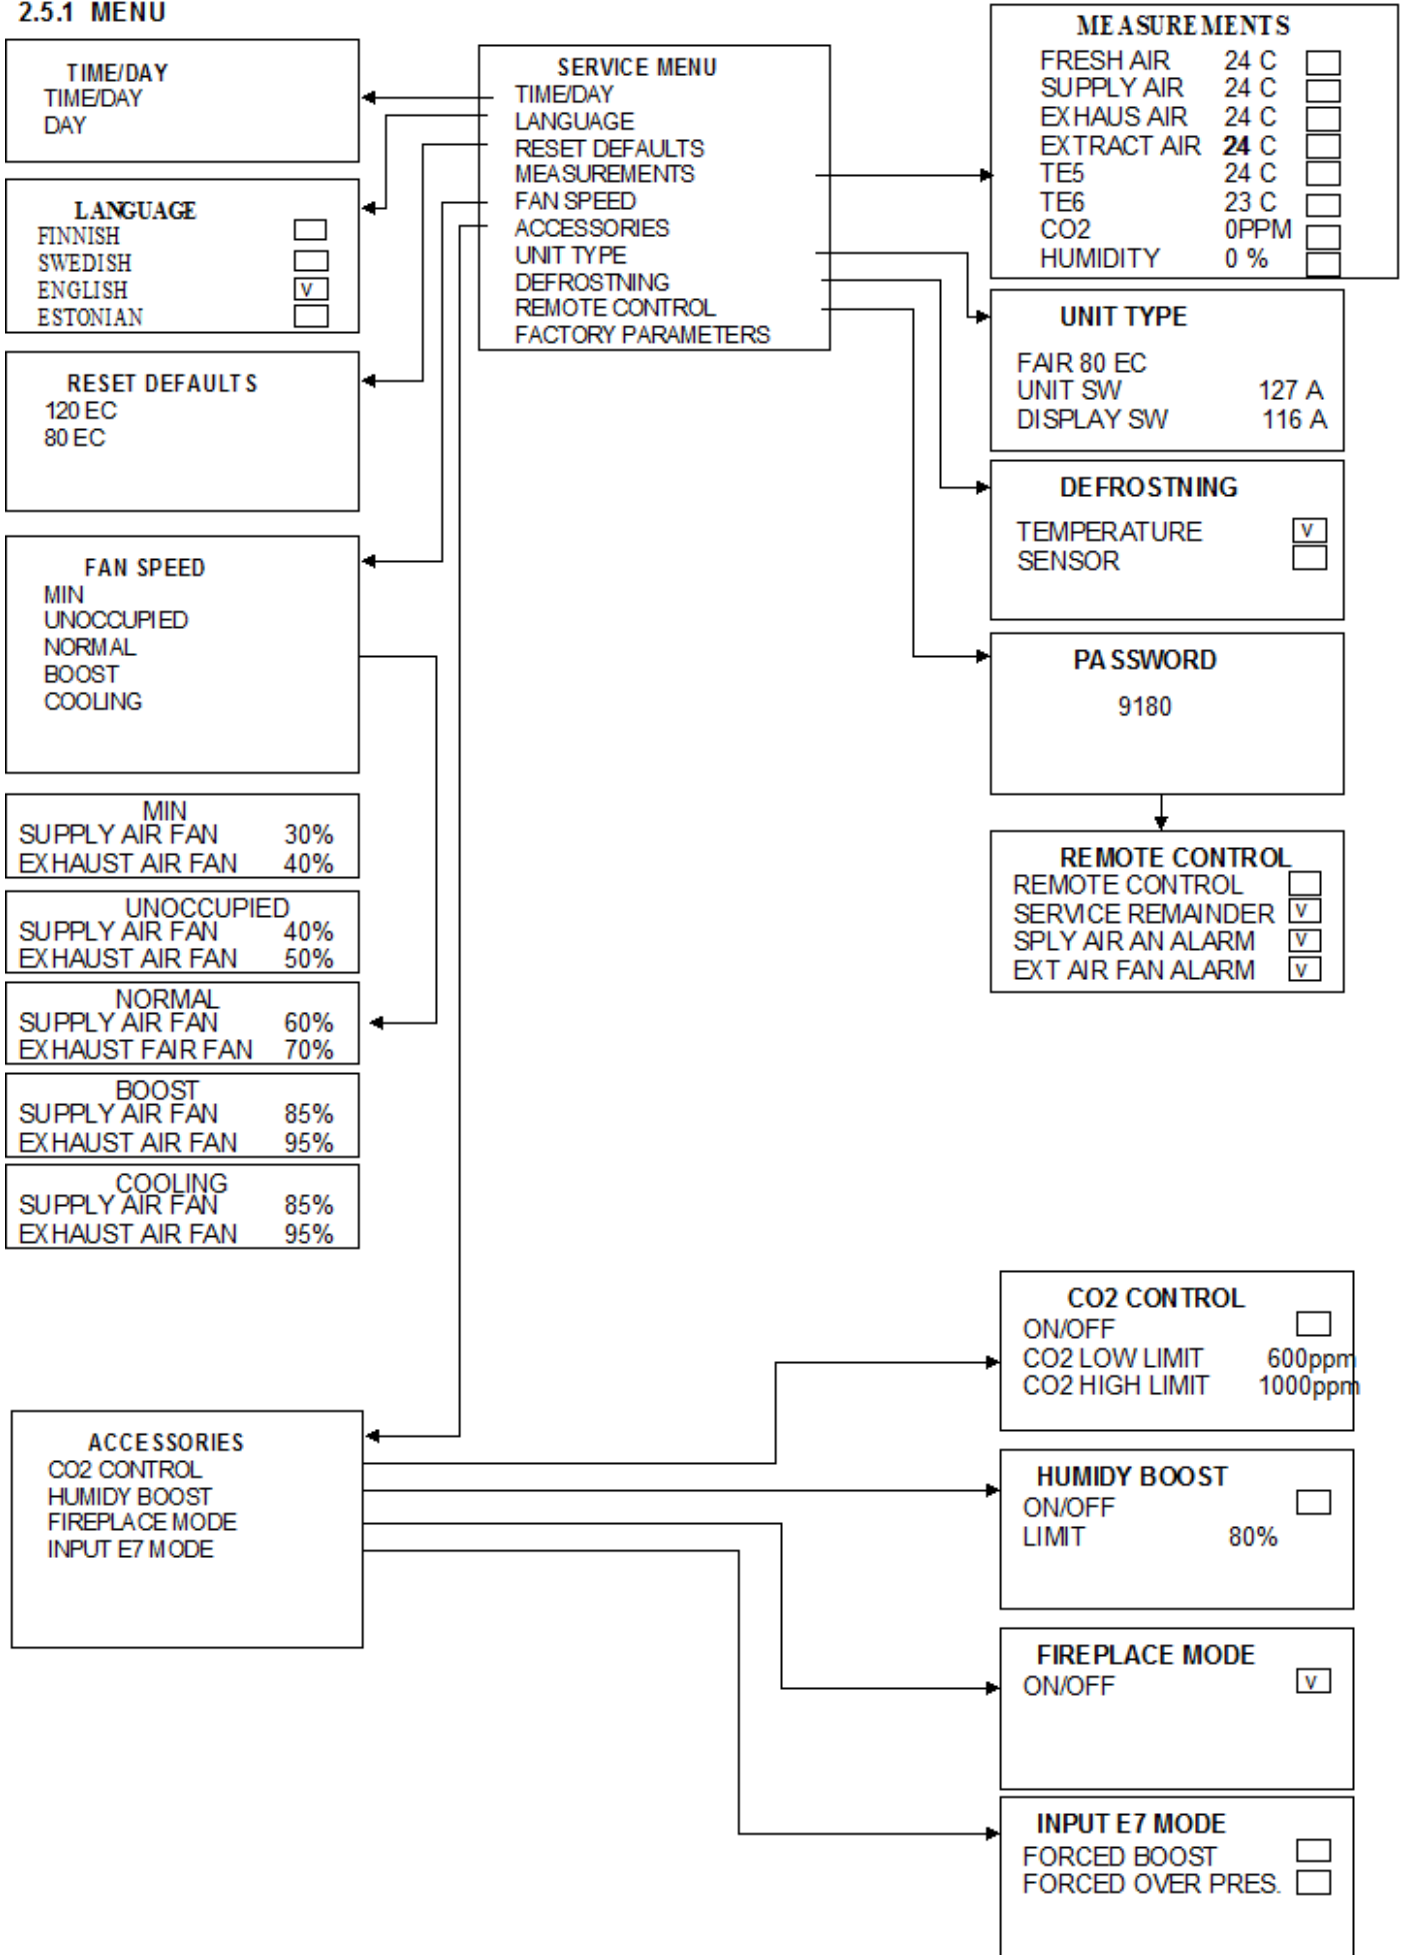 2.5.1 MENU
TIME/DAY
TIME/DAY
DAY
LANGUAGE
FINNISH
SWEDISH
ENGLISH V
ESTONIAN
RESET DEFAULTS
120 EC
80 EC
FAN SPEED
MIN
UNOCCUPIED
NORMAL
BOOST
COOLING
MIN
SUPPLY AIR FAN 30%
EXHAUST AIR FAN 40%
UNOCCUPIED
SUPPLY AIR FAN 40%
EXHAUST AIR FAN 50%
NORMAL
SUPPLY AIR FAN 60%
EXHAUST FAIR FAN 70%
BOOST
SUPPLY AIR FAN 85%
EXHAUST AIR FAN 95%
COOLING
SUPPLY AIR FAN 85%
EXHAUST AIR FAN 95%
SERVICE MENU
TIME/DAY
LANGUAGE
RESET DEFAULTS
MEASUREMENTS
FAN SPEED
ACCESSORIES
UNIT TYPE
DEFROSTNING
REMOTE CONTROL
FACTORY PARAMETERS
MEASUREMENTS
FRESH AIR 24 C
SUPPLY AIR 24 C
EXHAUS AIR 24 C
EXTRACT AIR 24 C
TE5 24 C
TE6 23 C
CO2 0PPM
HUMIDITY 0 %
UNIT TYPE
FAIR 80 EC
UNIT SW 127 A
DISPLAY SW 116 A
DEFROSTNING
TEMPERATURE V
SENSOR
PASSWORD
9180
REMOTE CONTROL
REMOTE CONTROL
SERVICE REMAINDER V
SPLY AIR AN ALARM V
EXT AIR FAN ALARM V
ACCESSORIES
CO2 CONTROL
HUMIDY BOOST
FIREPLACE MODE
INPUT E7 MODE
CO2 CONTROL
ON/OFF
CO2 LOW LIMIT 600ppm
CO2 HIGH LIMIT 1000ppm
HUMIDY BOOST
ON/OFF
LIMIT 80%
FIREPLACE MODE
ON/OFF V
INPUT E7 MODE
FORCED BOOST
FORCED OVER PRES.